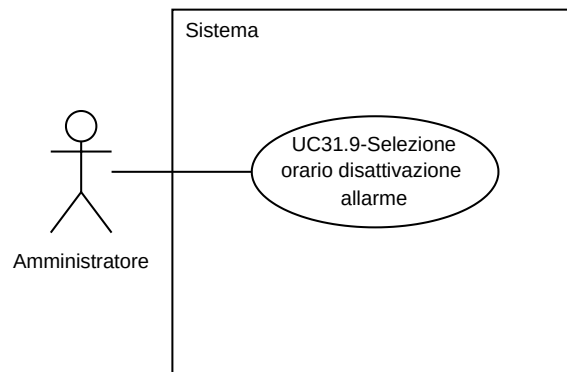 Sistema
UC31.9-Selezione
orario disattivazione
allarme
Amministratore